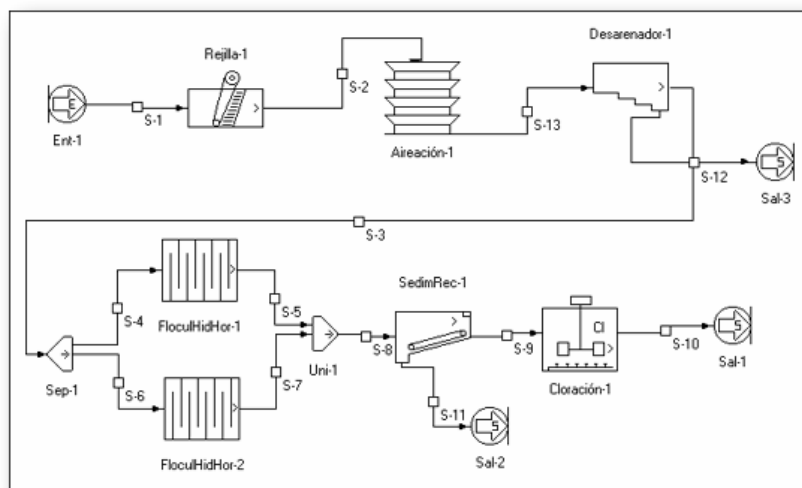 Desarenador-1
Rejilla-1
E
S-1
S-2
S-13
S-12
S
Ent-1
Aireación-1
Sal-3
S-3
SedimRec-1
S-4
S-5
FloculHidHor-1
Cl
S
S-8
S-9
S-10
Sep-1
S-6
S-7
Uni-1
Cloración-1
Sal-1
S-11
S
FloculHidHor-2
Sal-2